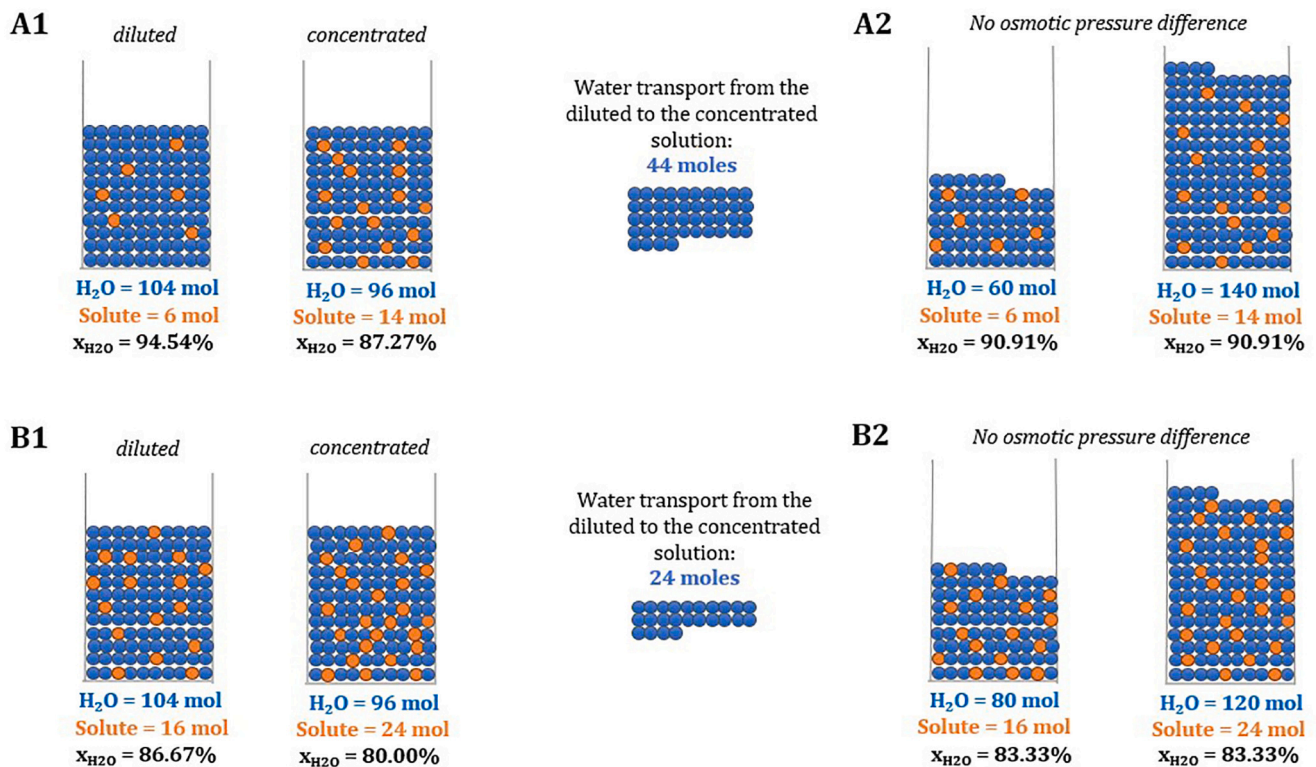 A1
diluted
concentrated
H₂O = 104 mol
Solute = 6 mol
xH₂O = 94.54%
H₂O = 96 mol
Solute = 14 mol
xH₂O = 87.27%
Water transport from the
diluted to the concentrated
solution:
44 moles
A2
No osmotic pressure difference
H₂O = 60 mol
Solute = 6 mol
xH₂O = 90.91%
H₂O = 140 mol
Solute = 14 mol
xH₂O = 90.91%
B1
diluted
concentrated
H₂O = 104 mol
Solute = 16 mol
xH₂O = 86.67%
H₂O = 96 mol
Solute = 24 mol
xH₂O = 80.00%
Water transport from the
diluted to the concentrated
solution:
24 moles
B2
No osmotic pressure difference
H₂O = 80 mol
Solute = 16 mol
xH₂O = 83.33%
H₂O = 120 mol
Solute = 24 mol
xH₂O = 83.33%